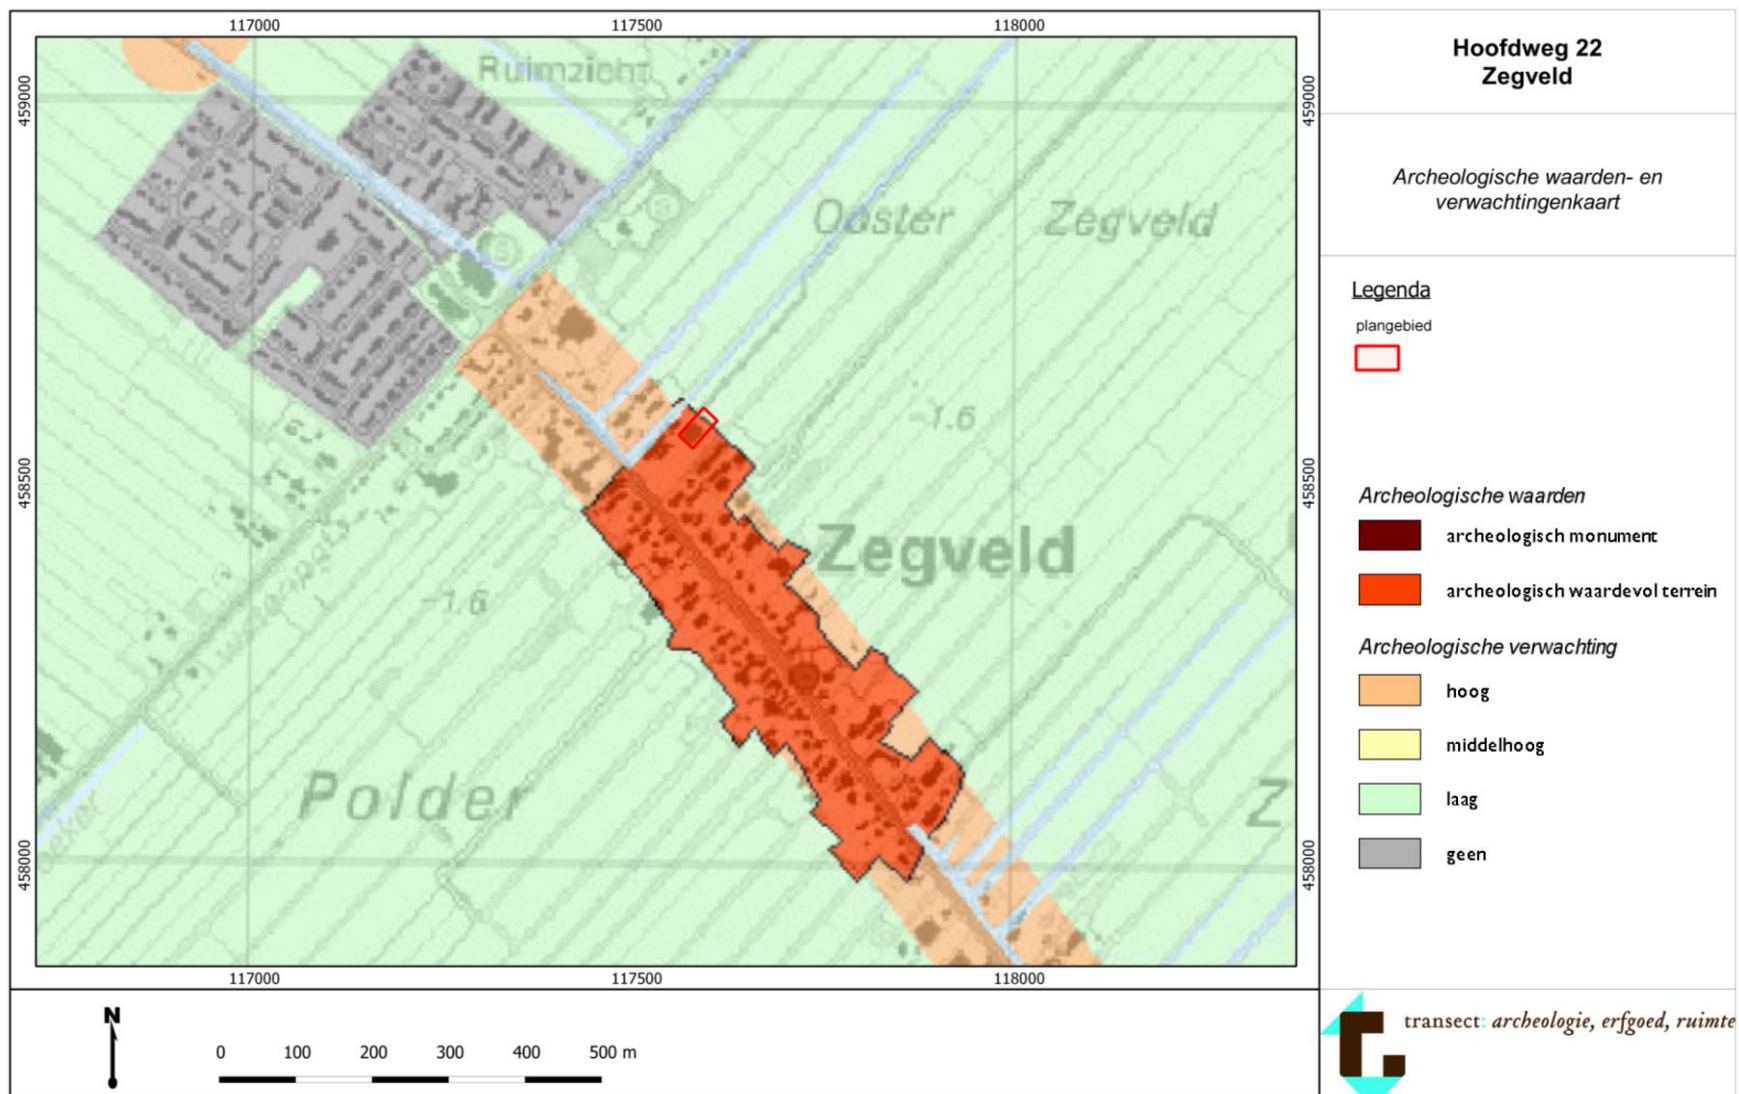 117000 117500 118000
Hoofdweg 22
Zegveld
Archeologische waarden- en
verwachtingenkaart
Legenda
plangebied
Archeologische waarden
archeologisch monument
archeologisch waardevol terrein
Archeologische verwachting
hoog
middelhoog
laag
geen
459000
459000
458500
458500
458000
458000
Ruimzicht
S
S
Ooster Zegveld
-1.6
Zegveld
-1.6
Polder
Z
117000 117500 118000
N
0 100 200 300 400 500 m
transect: archeologie, erfgoed, ruimte